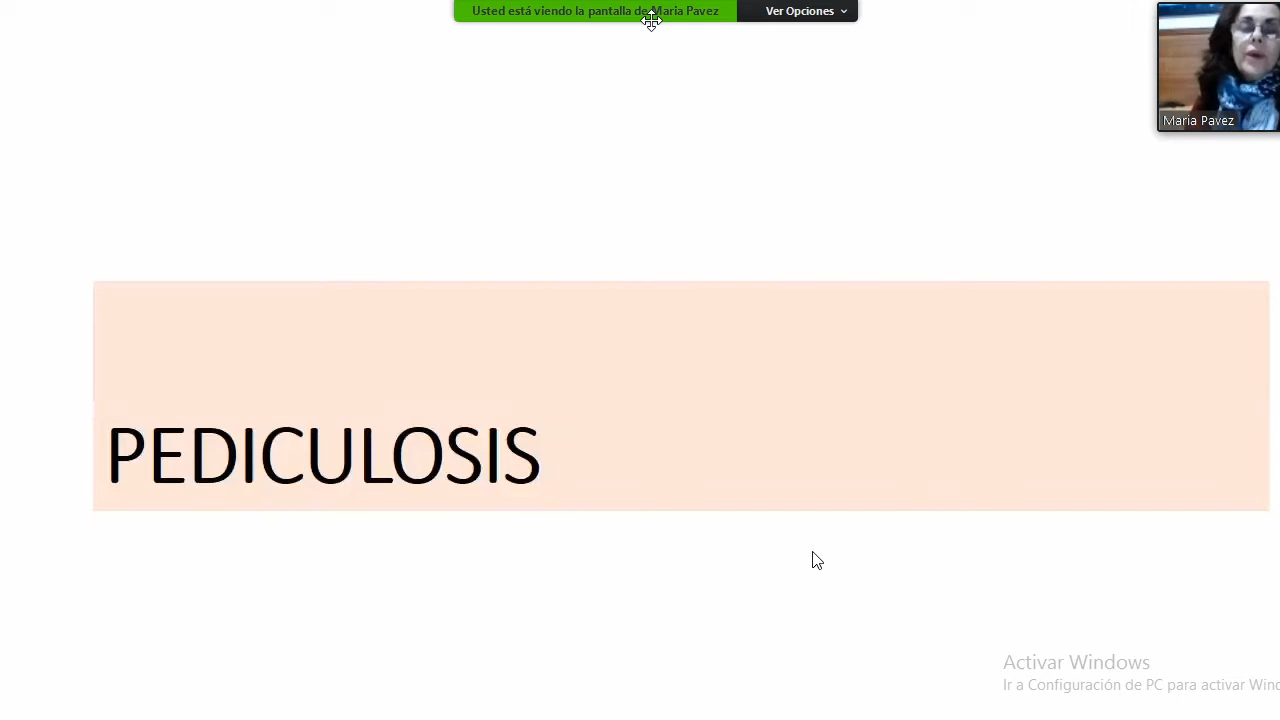 Usted está viendo la pantalla de Maria Pavez
Ver Opciones
Maria Pavez
PEDICULOSIS
Activar Windows
Ir a Configuración de PC para activar Wind